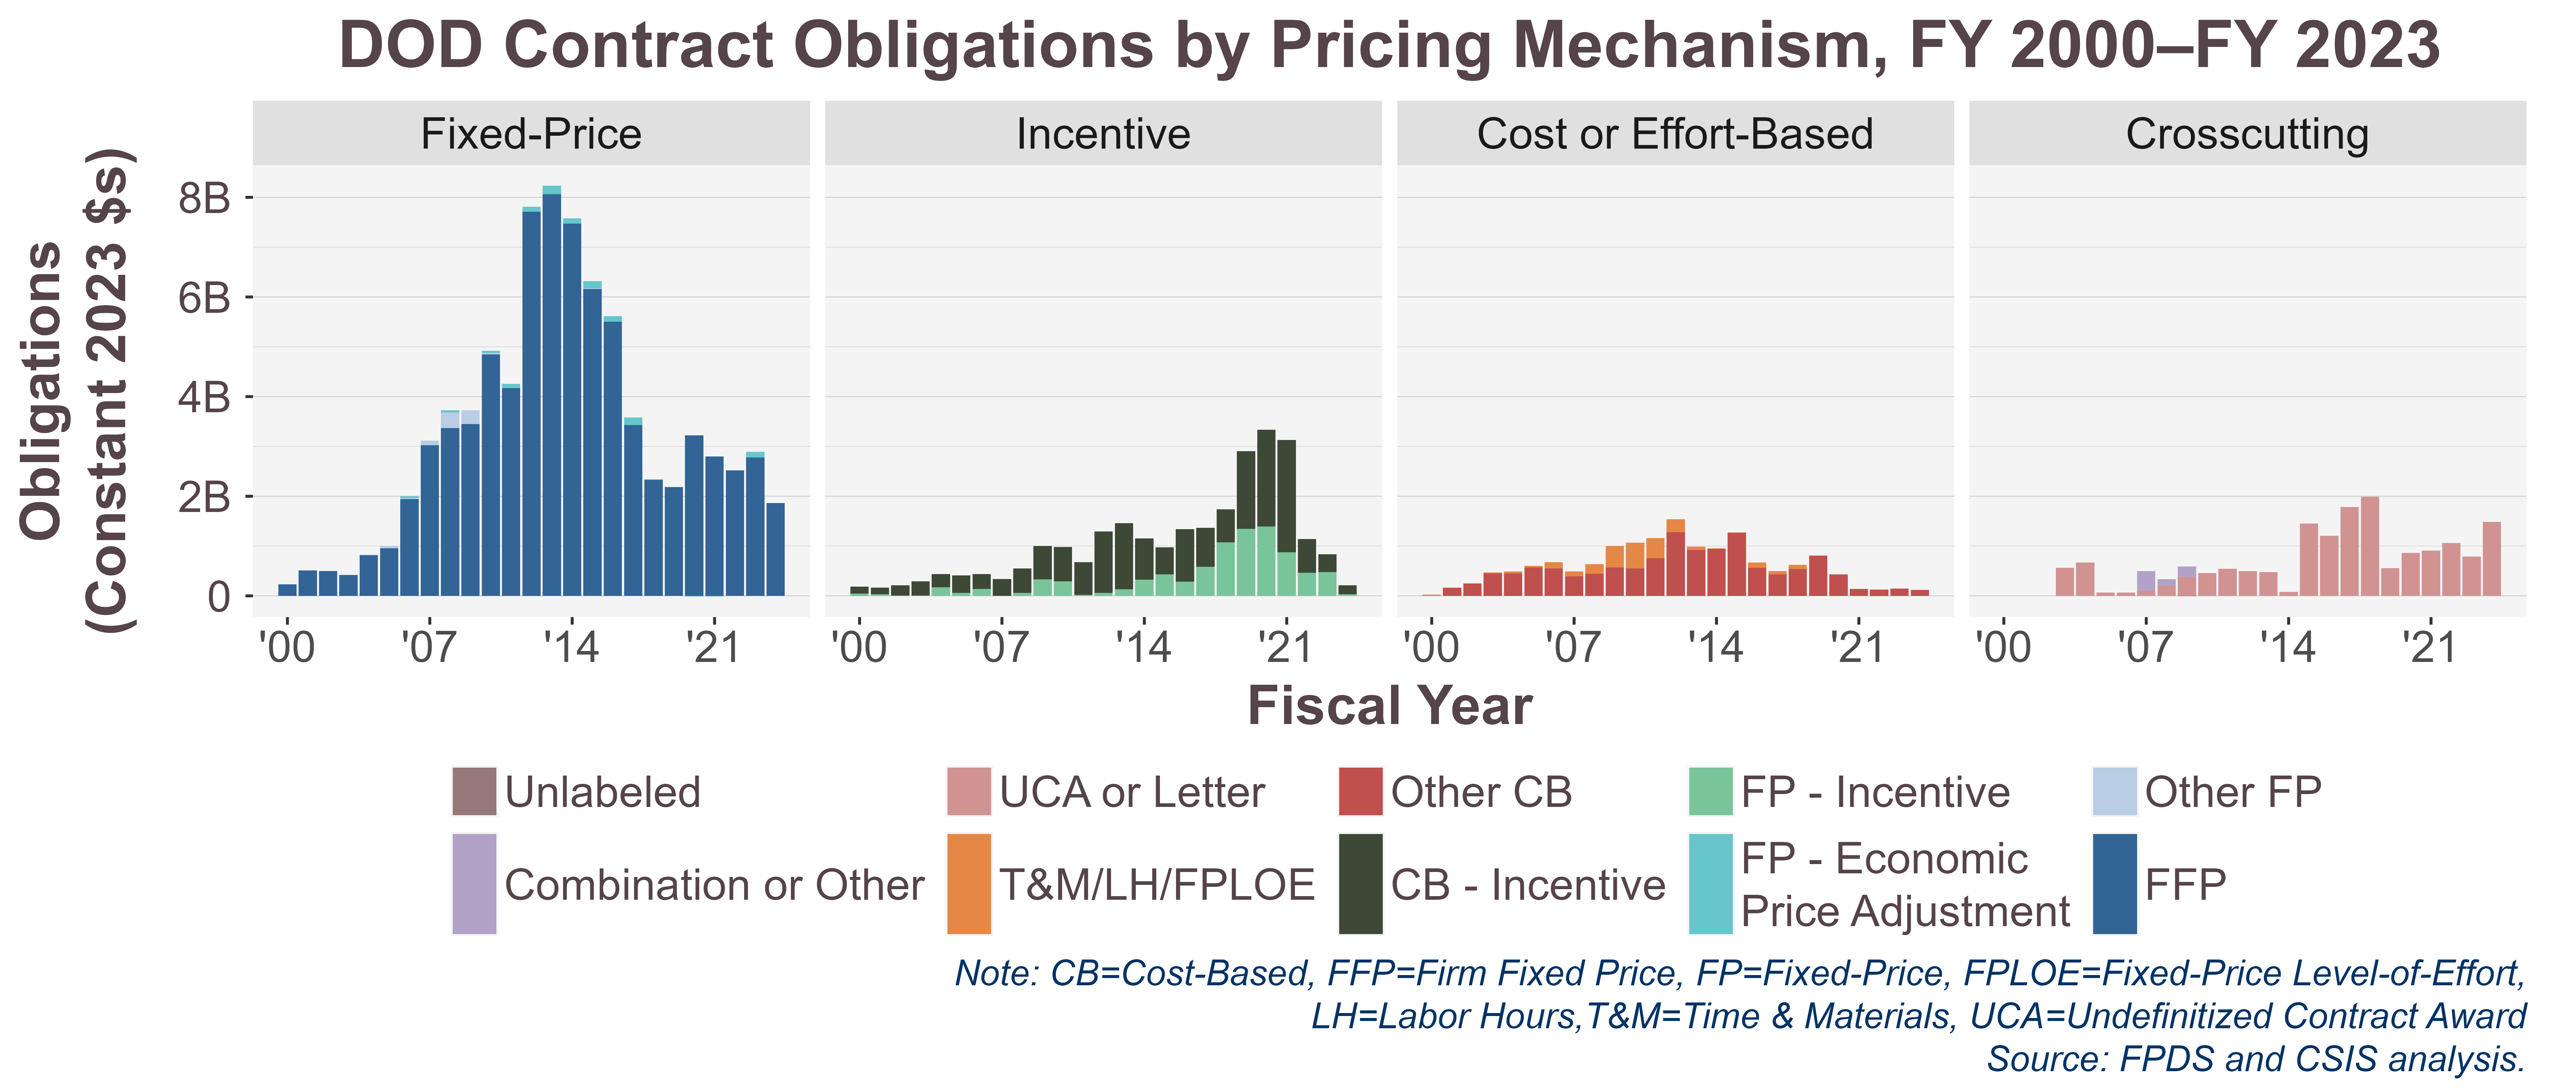 DOD Contract Obligations by Pricing Mechanism, FY 2000–FY 2023
Fixed-Price
Incentive
Cost or Effort-Based
Crosscutting
Obligations
(Constant 2023 $s)
8B
6B
4B
2B
0
'00 '07 '14 '21
'00 '07 '14 '21
'00 '07 '14 '21
'00 '07 '14 '21
Fiscal Year
Unlabeled
UCA or Letter
Other CB
FP - Incentive
Other FP
Combination or Other
T&M/LH/FPLOE
CB - Incentive
FP - Economic
Price Adjustment
FFP
Note: CB=Cost-Based, FFP=Firm Fixed Price, FP=Fixed-Price, FPLOE=Fixed-Price Level-of-Effort,
LH=Labor Hours,T&M=Time & Materials, UCA=Undefinitized Contract Award
Source: FPDS and CSIS analysis.